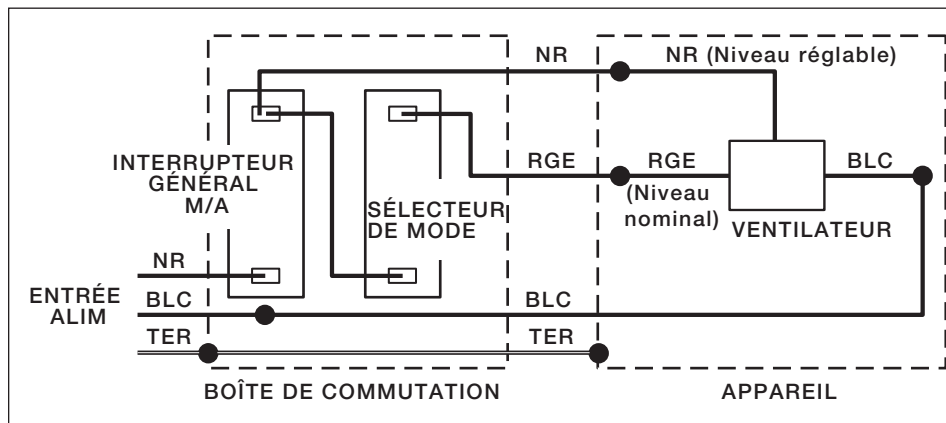 NR
NR (Niveau réglable)
INTERRUPTEUR
GÉNÉRAL
M/A
RGE
RGE
(Niveau
nominal)
BLC
SÉLECTEUR
DE MODE
VENTILATEUR
NR
ENTRÉE
ALIM
BLC
BLC
TER
TER
BOÎTE DE COMMUTATION
APPAREIL